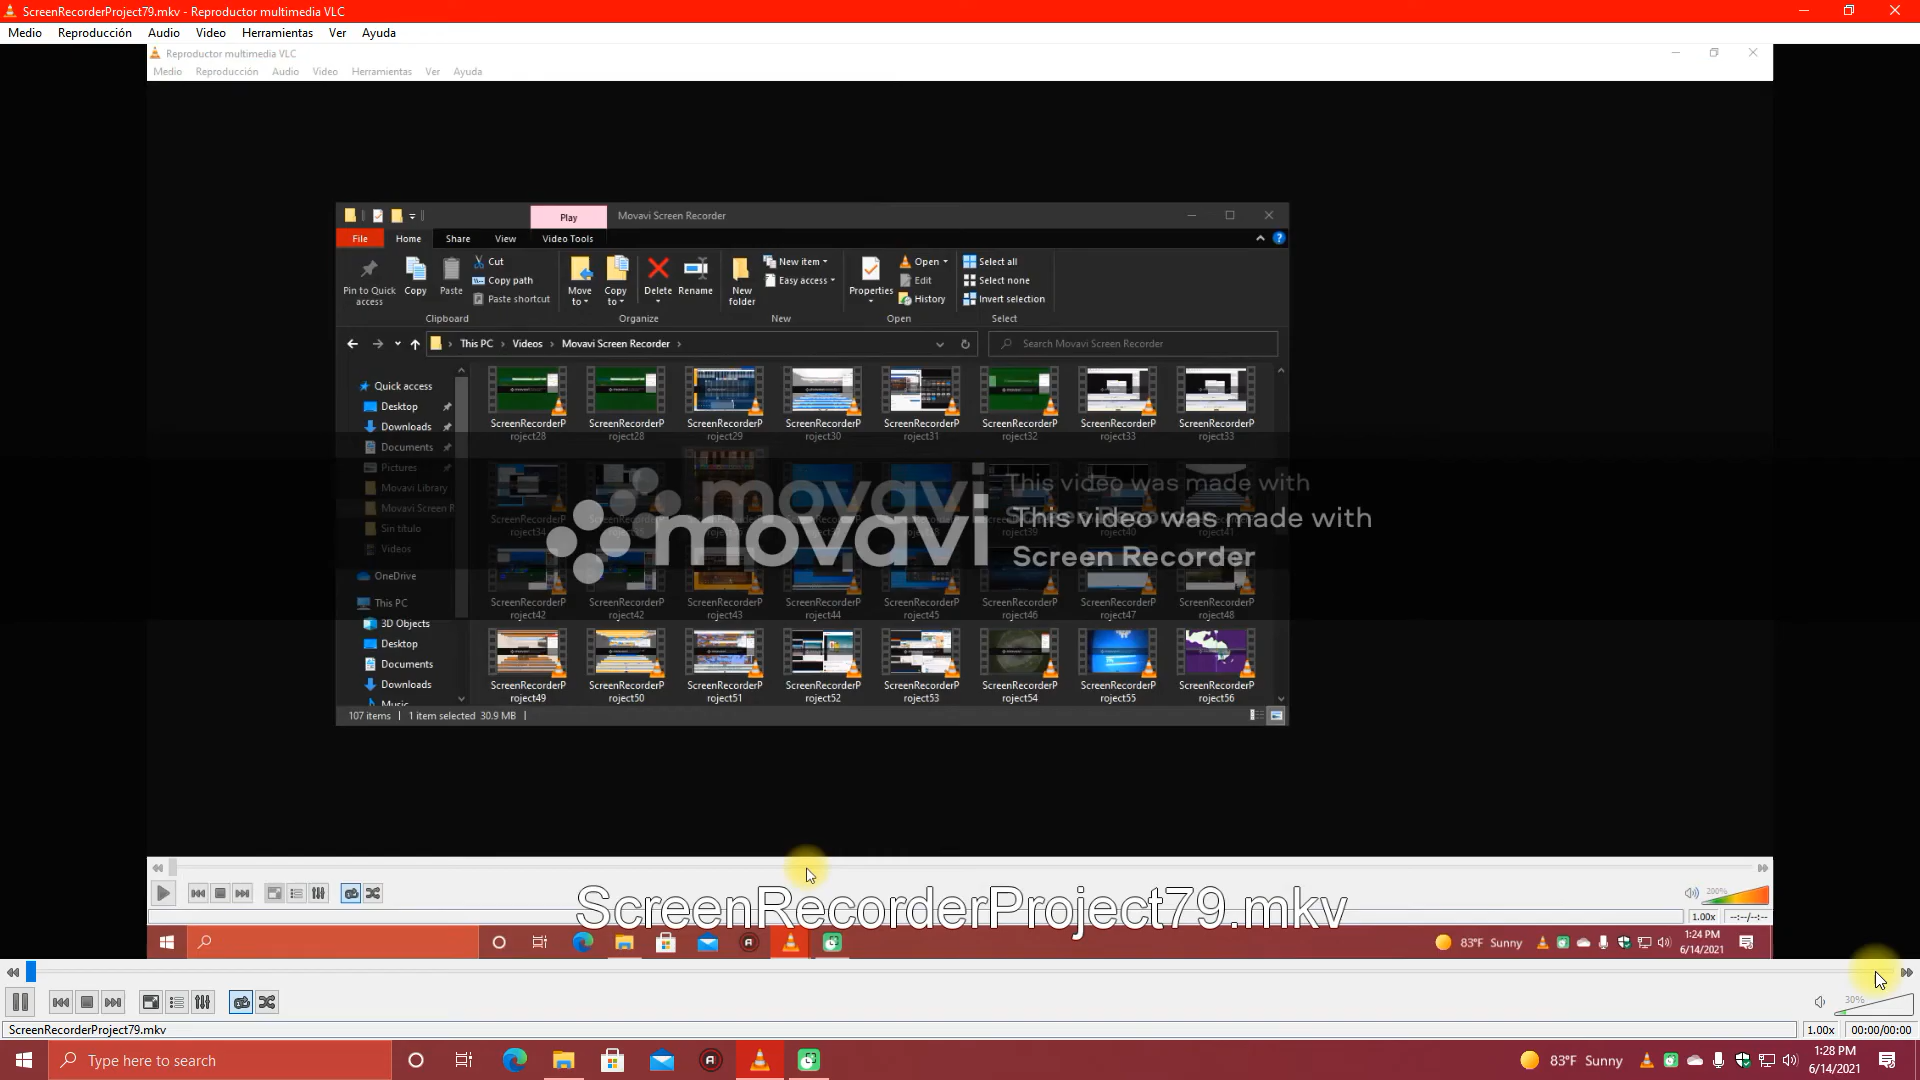 ScreenRecorderProject79.mkv - Reproductor multimedia VLC
Medio Reproducción Audio Video Herramientas Ver Ayuda
Reproductor multimedia VLC
Medio Reproducción Audio Video Herramientas Ver Ayuda
Play Movavi Screen Recorder
File Home Share View Video Tools
Pin to Quick access
Copy
Paste
Cut
Copy path
Paste shortcut
Clipboard
Move to
Copy to
Delete
Rename
Organize
New folder
New item
Easy access
New
Properties
Open
Edit
History
Open
Select all
Select none
Invert selection
Select
This PC > Videos > Movavi Screen Recorder >
Search Movavi Screen Recorder
Quick access
Desktop
Downloads
Documents
Pictures
Movavi Library
Movavi Screen R
Sin título
Videos
OneDrive
This PC
3D Objects
Desktop
Documents
Downloads
Music
ScreenRecorderProject28
ScreenRecorderProject28
ScreenRecorderProject29
ScreenRecorderProject30
ScreenRecorderProject31
ScreenRecorderProject32
ScreenRecorderProject33
ScreenRecorderProject33
movavi
This video was made with
movavi
This video was made with
Screen Recorder
ScreenRecorderProject42
ScreenRecorderProject42
ScreenRecorderProject43
ScreenRecorderProject44
ScreenRecorderProject45
ScreenRecorderProject46
ScreenRecorderProject47
ScreenRecorderProject48
ScreenRecorderProject49
ScreenRecorderProject50
ScreenRecorderProject51
ScreenRecorderProject52
ScreenRecorderProject53
ScreenRecorderProject54
ScreenRecorderProject55
ScreenRecorderProject56
107 items 1 item selected 30.9 MB
200%
ScreenRecorderProject79.mkv
1.00x --:--/--:--
83°F Sunny
1:24 PM
6/14/2021
30%
ScreenRecorderProject79.mkv
1.00x 00:00/00:00
Type here to search
83°F Sunny
1:28 PM
6/14/2021